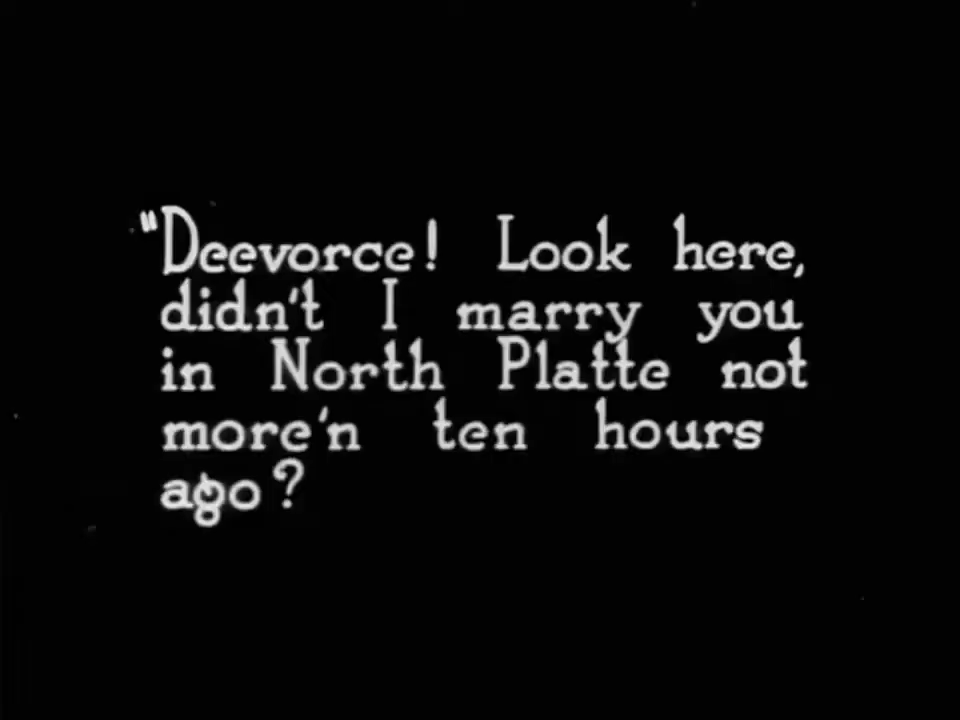 "Deevorce! Look here,
didn't I marry you
in North Platte not
more'n ten hours
ago?